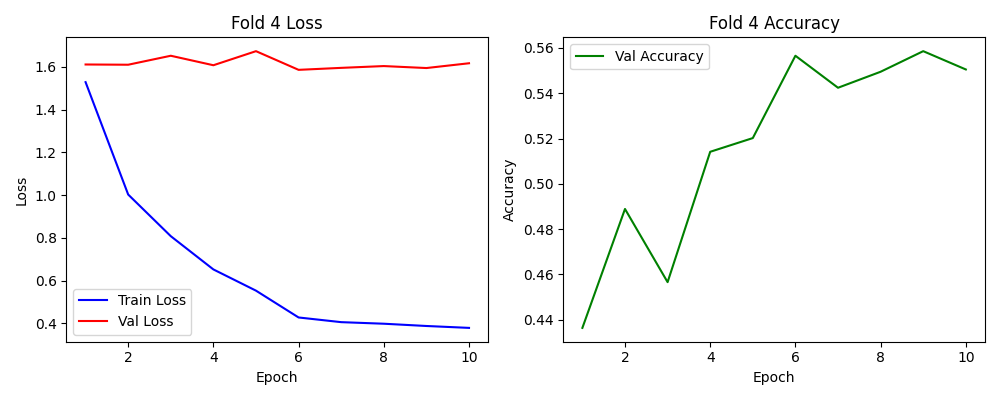 Fold 4 Loss
1.6
1.4
1.2
1.0
0.8
0.6
0.4
Loss
Train Loss
Val Loss
2 4 6 8 10
Epoch
Fold 4 Accuracy
0.56
0.54
0.52
0.50
0.48
0.46
0.44
Accuracy
Val Accuracy
2 4 6 8 10
Epoch